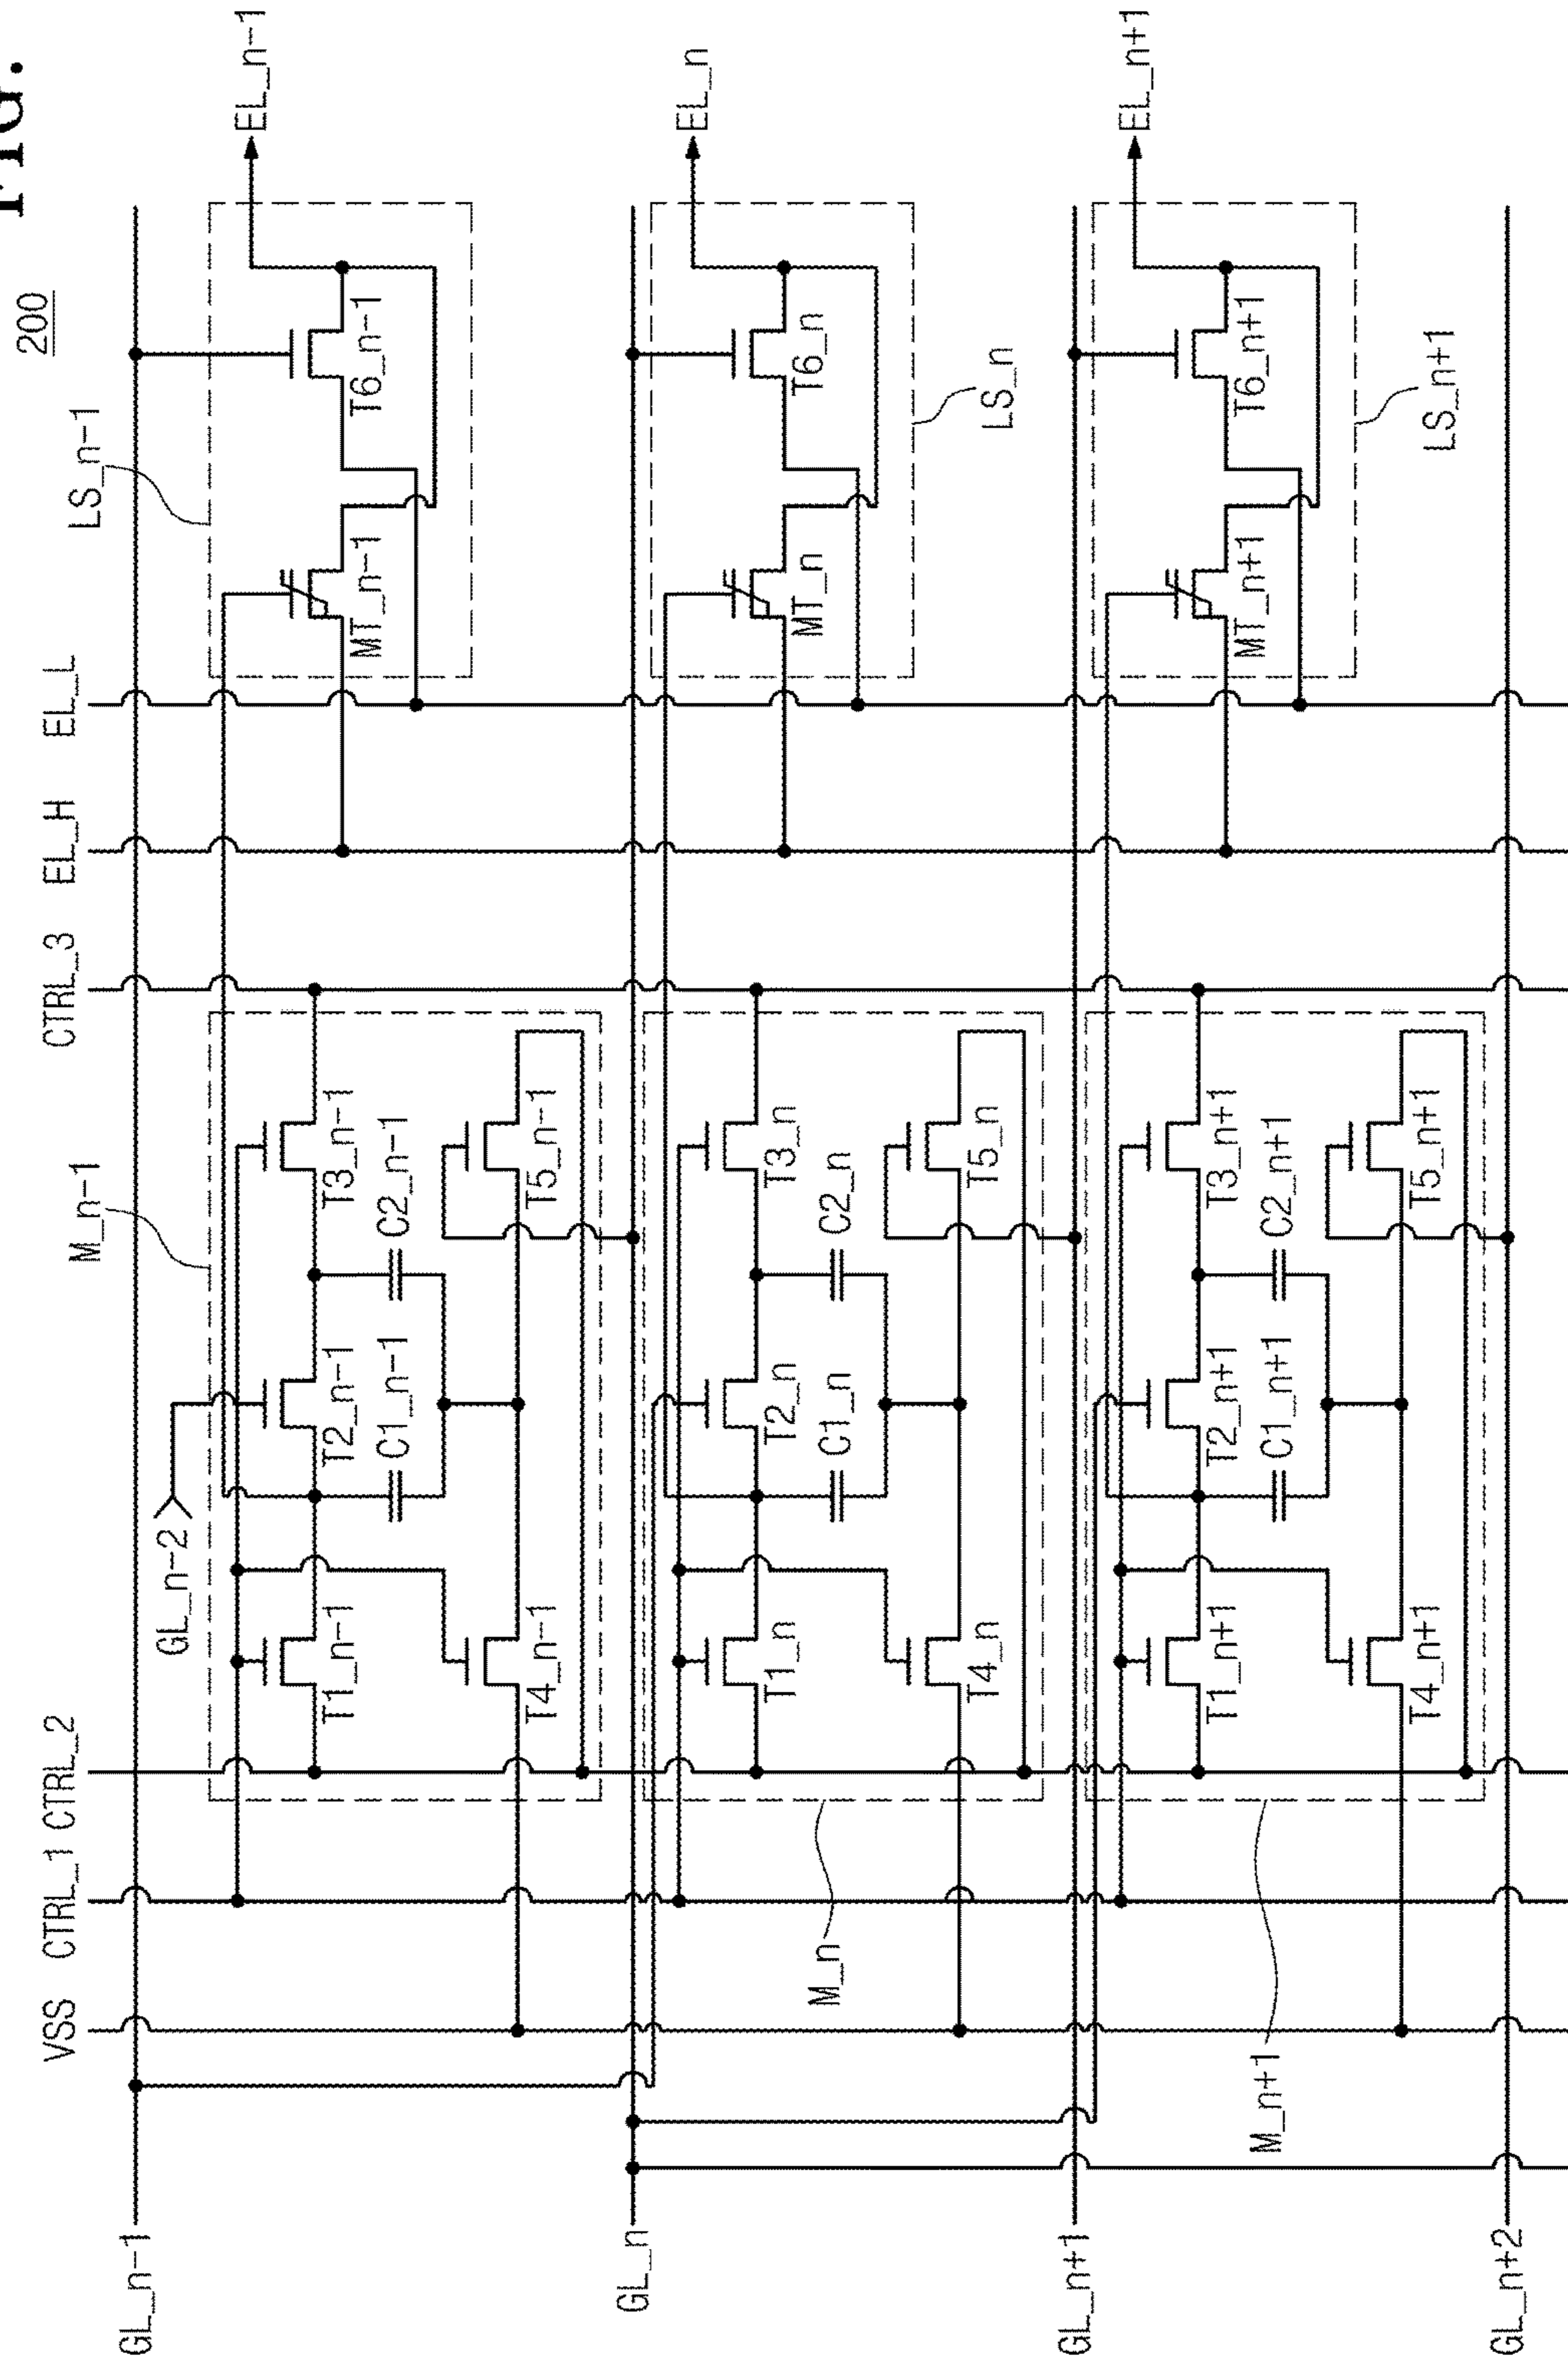 FIG.
200
VSS
CTRL_1
CTRL_2
CTRL_3
EL_H
EL_L
GL_n-1
GL_n-2
M_n-1
T1_n-1
T2_n-1
T3_n-1
C1_n-1
C2_n-1
T4_n-1
T5_n-1
LS_n-1
MT_n-1
T6_n-1
EL_n-1
GL_n
M_n
T1_n
T2_n
T3_n
C1_n
C2_n
T4_n
T5_n
LS_n
MT_n
T6_n
EL_n
GL_n+1
M_n+1
T1_n+1
T2_n+1
T3_n+1
C1_n+1
C2_n+1
T4_n+1
T5_n+1
LS_n+1
MT_n+1
T6_n+1
EL_n+1
GL_n+2